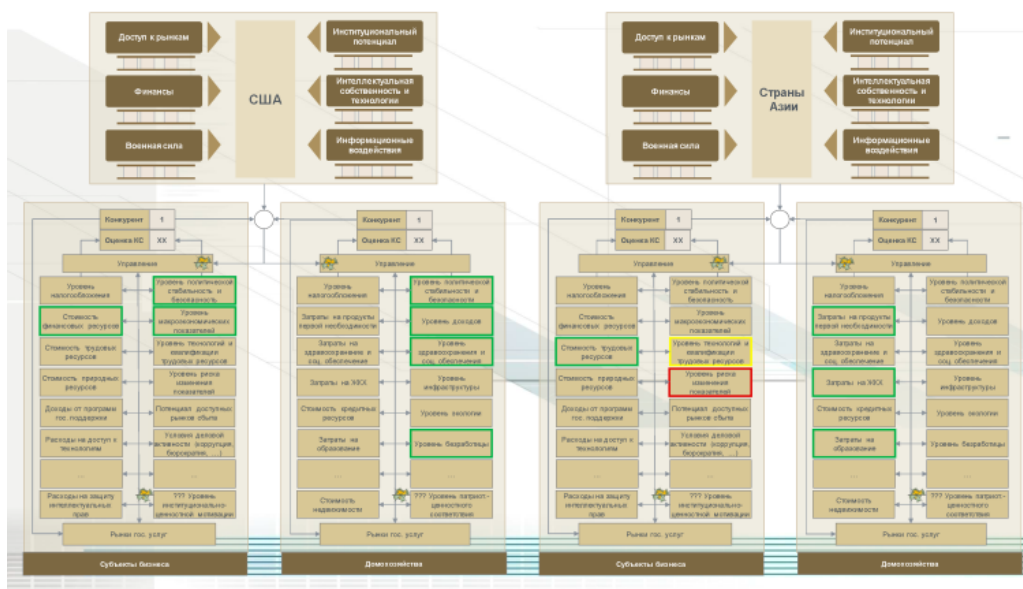 Доступ к рынкам
Финансы
Военная сила
США
Институциональный
потенциал
Интеллектуальная
собственность и
технологии
Информационные
воздействия
Доступ к рынкам
Финансы
Военная сила
Страны
Азии
Институциональный
потенциал
Интеллектуальная
собственность и
технологии
Информационные
воздействия
Конкурент 1
Оценка КС XX
Управление
Уровень
налогообложения
Стоимость
финансовых ресурсов
Стоимость трудовых
ресурсов
Стоимость природных
ресурсов
Доходы от программ
гос. поддержки
Расходы на доступ к
технологиям
...
Расходы на защиту
интеллектуальных
прав
Уровень политической
стабильности и
безопасность
Уровень
макроэкономических
показателей
Уровень технологий и
квалификации
трудовых ресурсов
Уровень риска
изменения
показателей
Потенциал доступных
рынков сбыта
Условия деловой
активности (коррупция,
бюрократия, ...)
...
??? Уровень
институционально-
ценностной мотивации
Рынки гос. услуг
Субъекты бизнеса
Конкурент 1
Оценка КС XX
Управление
Уровень
налогообложения
Затраты на продукты
первой необходимости
Затраты на
здравоохранение и
соц. обеспечение
Затраты на ЖКХ
Стоимость кредитных
ресурсов
Затраты на
образование
...
Стоимость
недвижимости
Уровень политической
стабильности и
безопасности
Уровень доходов
Уровень
здравоохранения и
соц. обеспечения
Уровень
инфраструктуры
Уровень экологии
Уровень безработицы
...
??? Уровень патриот.-
ценностного
соответствия
Рынки гос. услуг
Домохозяйства
Конкурент 1
Оценка КС XX
Управление
Уровень
налогообложения
Стоимость
финансовых ресурсов
Стоимость трудовых
ресурсов
Стоимость природных
ресурсов
Доходы от программ
гос. поддержки
Расходы на доступ к
технологиям
...
Расходы на защиту
интеллектуальных
прав
Уровень политической
стабильности и
безопасность
Уровень
макроэкономических
показателей
Уровень технологий и
квалификации
трудовых ресурсов
Уровень риска
изменения
показателей
Потенциал доступных
рынков сбыта
Условия деловой
активности (коррупция,
бюрократия, ...)
...
??? Уровень
институционально-
ценностной мотивации
Рынки гос. услуг
Субъекты бизнеса
Конкурент 1
Оценка КС XX
Управление
Уровень
налогообложения
Затраты на продукты
первой необходимости
Затраты на
здравоохранение и
соц. обеспечение
Затраты на ЖКХ
Стоимость кредитных
ресурсов
Затраты на
образование
...
Стоимость
недвижимости
Уровень политической
стабильности и
безопасности
Уровень доходов
Уровень
здравоохранения и
соц. обеспечения
Уровень
инфраструктуры
Уровень экологии
Уровень безработицы
...
??? Уровень патриот.-
ценностного
соответствия
Рынки гос. услуг
Домохозяйства